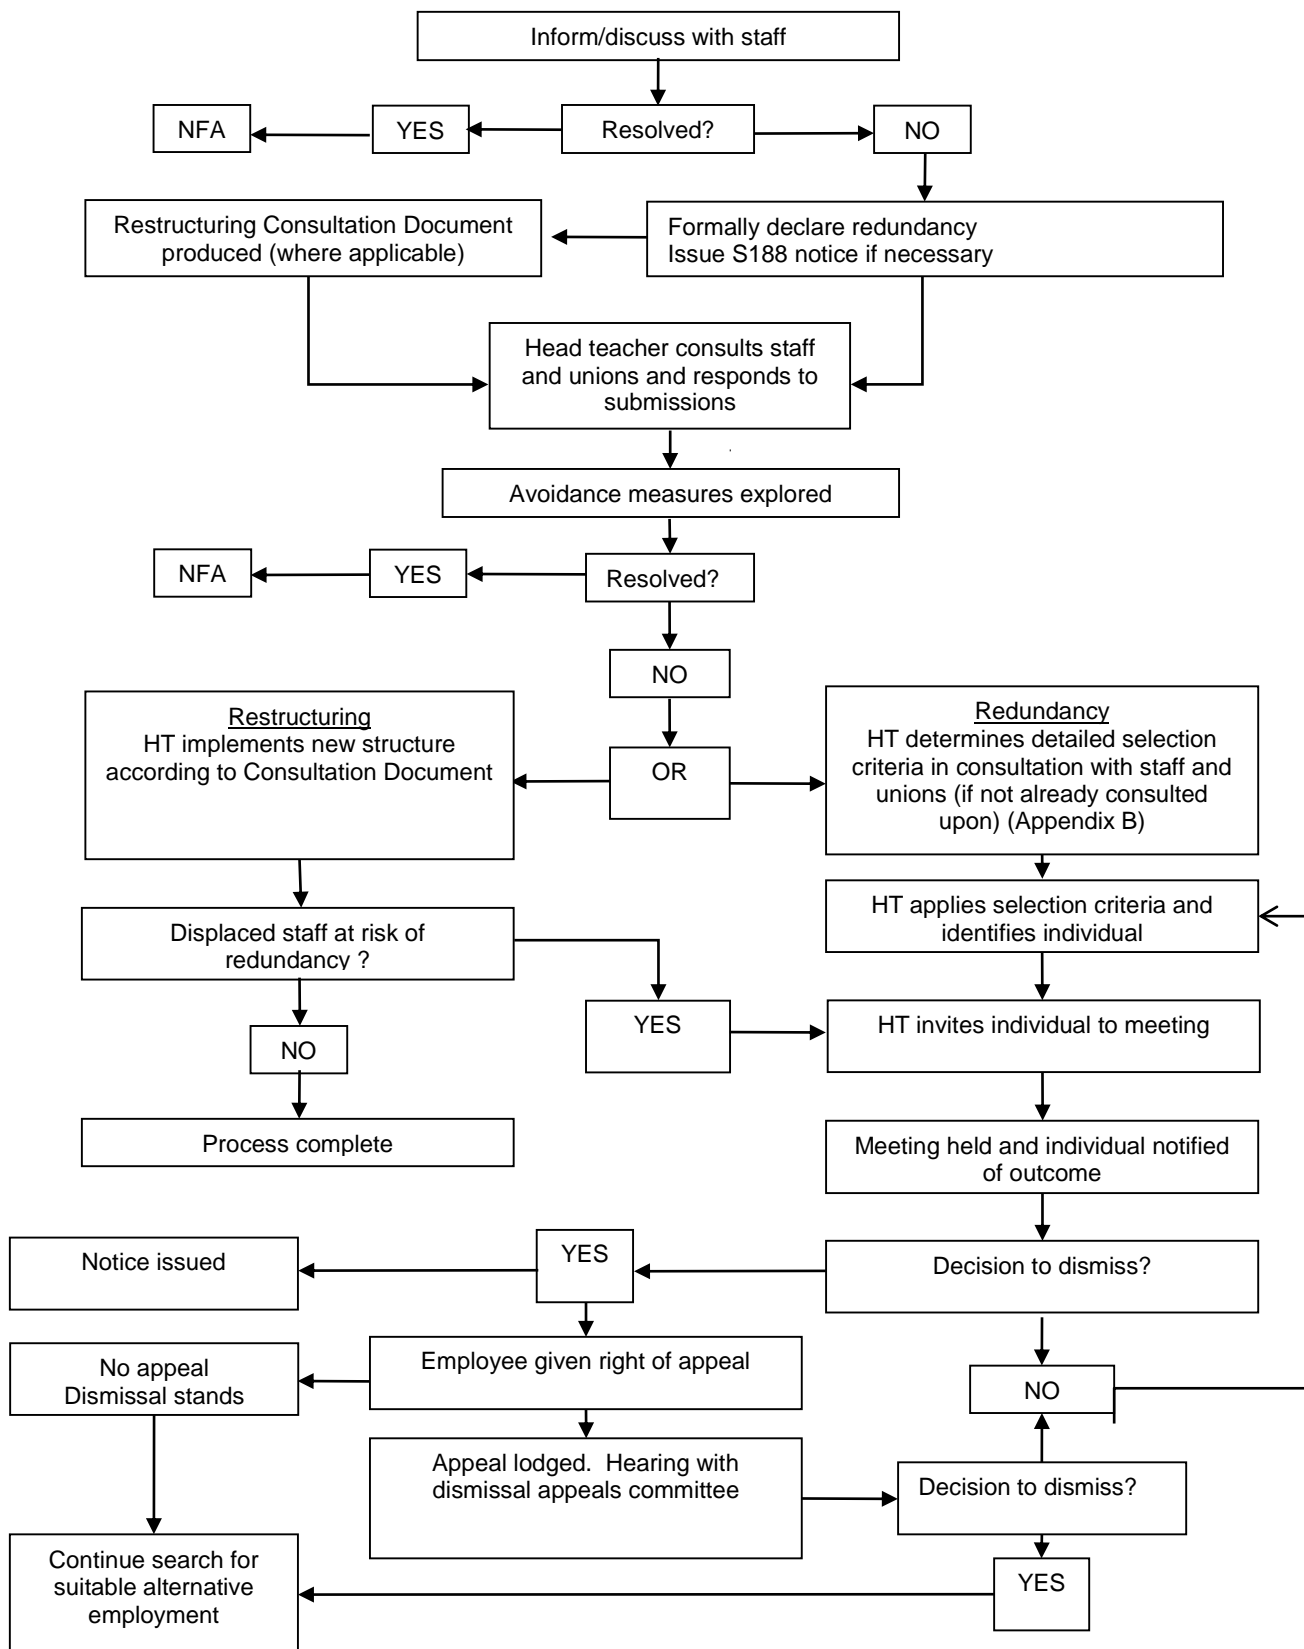 Inform/discuss with staff
NFA
YES
Resolved?
NO
Restructuring Consultation Document
produced (where applicable)
Formally declare redundancy
Issue S188 notice if necessary
Head teacher consults staff
and unions and responds to
submissions
Avoidance measures explored
NFA
YES
Resolved?
NO
Restructuring
HT implements new structure
according to Consultation Document
OR
Redundancy
HT determines detailed selection
criteria in consultation with staff and
unions (if not already consulted
upon) (Appendix B)
HT applies selection criteria and
identifies individual
Displaced staff at risk of
redundancy ?
YES
HT invites individual to meeting
NO
Process complete
Meeting held and individual notified
of outcome
Notice issued
YES
Decision to dismiss?
No appeal
Dismissal stands
Employee given right of appeal
NO
Appeal lodged.  Hearing with
dismissal appeals committee
Decision to dismiss?
Continue search for
suitable alternative
employment
YES